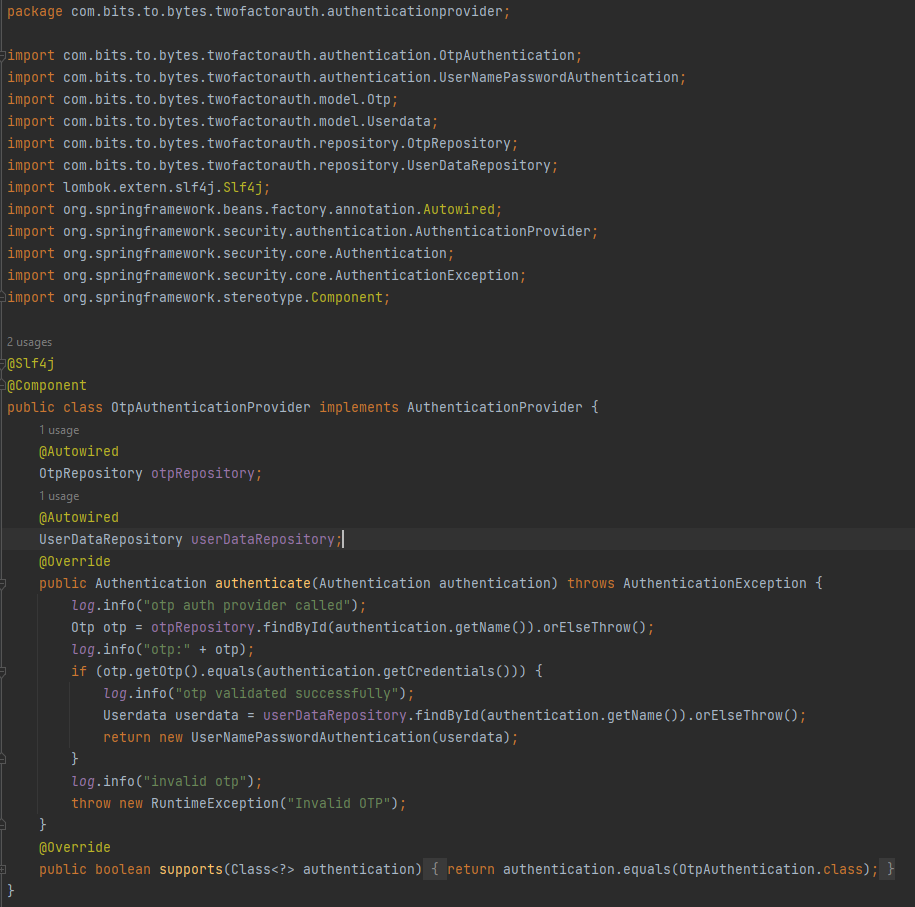 package com.bits.to.bytes.twofactorauth.authenticationprovider;
import com.bits.to.bytes.twofactorauth.authentication.OtpAuthentication;
import com.bits.to.bytes.twofactorauth.authentication.UserNamePasswordAuthentication;
import com.bits.to.bytes.twofactorauth.model.Otp;
import com.bits.to.bytes.twofactorauth.model.Userdata;
import com.bits.to.bytes.twofactorauth.repository.OtpRepository;
import com.bits.to.bytes.twofactorauth.repository.UserDataRepository;
import lombok.extern.slf4j.Slf4j;
import org.springframework.beans.factory.annotation.Autowired;
import org.springframework.security.authentication.AuthenticationProvider;
import org.springframework.security.core.Authentication;
import org.springframework.security.core.AuthenticationException;
import org.springframework.stereotype.Component;
2 usages
@Slf4j
@Component
public class OtpAuthenticationProvider implements AuthenticationProvider {
1 usage
@Autowired
OtpRepository otpRepository;
1 usage
@Autowired
UserDataRepository userDataRepository;
@Override
public Authentication authenticate(Authentication authentication) throws AuthenticationException {
log.info("otp auth provider called");
Otp otp = otpRepository.findById(authentication.getName()).orElseThrow();
log.info("otp:" + otp);
if (otp.getOtp().equals(authentication.getCredentials())) {
log.info("otp validated successfully");
Userdata userdata = userDataRepository.findById(authentication.getName()).orElseThrow();
return new UserNamePasswordAuthentication(userdata);
}
log.info("invalid otp");
throw new RuntimeException("Invalid OTP");
}
@Override
public boolean supports(Class<?> authentication) { return authentication.equals(OtpAuthentication.class); }
}